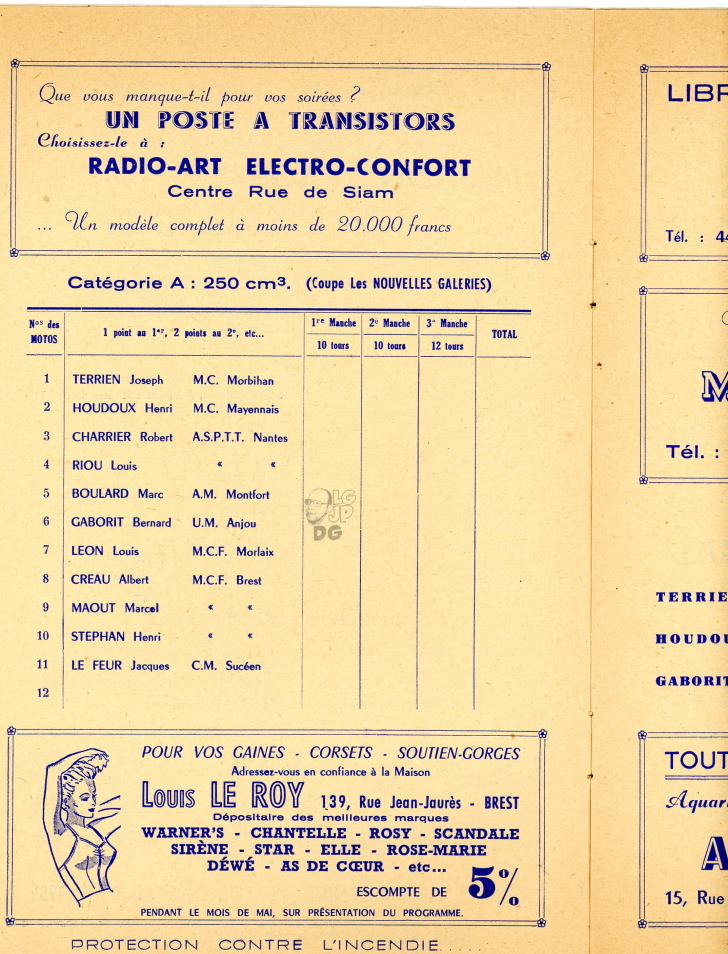 Que vous manque-t-il pour vos soirées ?
UN POSTE A TRANSISTORS
Choisissez-le à :
RADIO-ART ELECTRO-CONFORT
Centre Rue de Siam
... Un modèle complet à moins de 20.000 francs
Catégorie A : 250 cm³. (Coupe Les NOUVELLES GALERIES)
Nos des MOTOS 1 point au 1er, 2 points au 2e, etc... 1re Manche 2e Manche 3e Manche TOTAL
10 tours 10 tours 12 tours
1 TERRIEN Joseph M.C. Morbihan
2 HOUDOUX Henri M.C. Mayennais
3 CHARRIER Robert A.S.P.T.T. Nantes
4 RIOU Louis « «
5 BOULARD Marc A.M. Montfort
6 GABORIT Bernard U.M. Anjou
7 LEON Louis M.C.F. Morlaix
8 CREAU Albert M.C.F. Brest
9 MAOUT Marcel « «
10 STEPHAN Henri « «
11 LE FEUR Jacques C.M. Sucéen
12
LG
JP
DG
POUR VOS GAINES - CORSETS - SOUTIEN-GORGES
Adressez-vous en confiance à la Maison
Louis LE ROY 139, Rue Jean-Jaurès - BREST
Dépositaire des meilleures marques
WARNER'S - CHANTELLE - ROSY - SCANDALE
SIRÈNE - STAR - ELLE - ROSE-MARIE
DÉWÉ - AS DE CŒUR - etc...
ESCOMPTE DE 5%
PENDANT LE MOIS DE MAI, SUR PRÉSENTATION DU PROGRAMME.
PROTECTION CONTRE L'INCENDIE.....
LIBR
Tél. : 44
M
Tél. :
TERRIE
HOUDOU
GABORIT
TOUT
Aquar
A
15, Rue